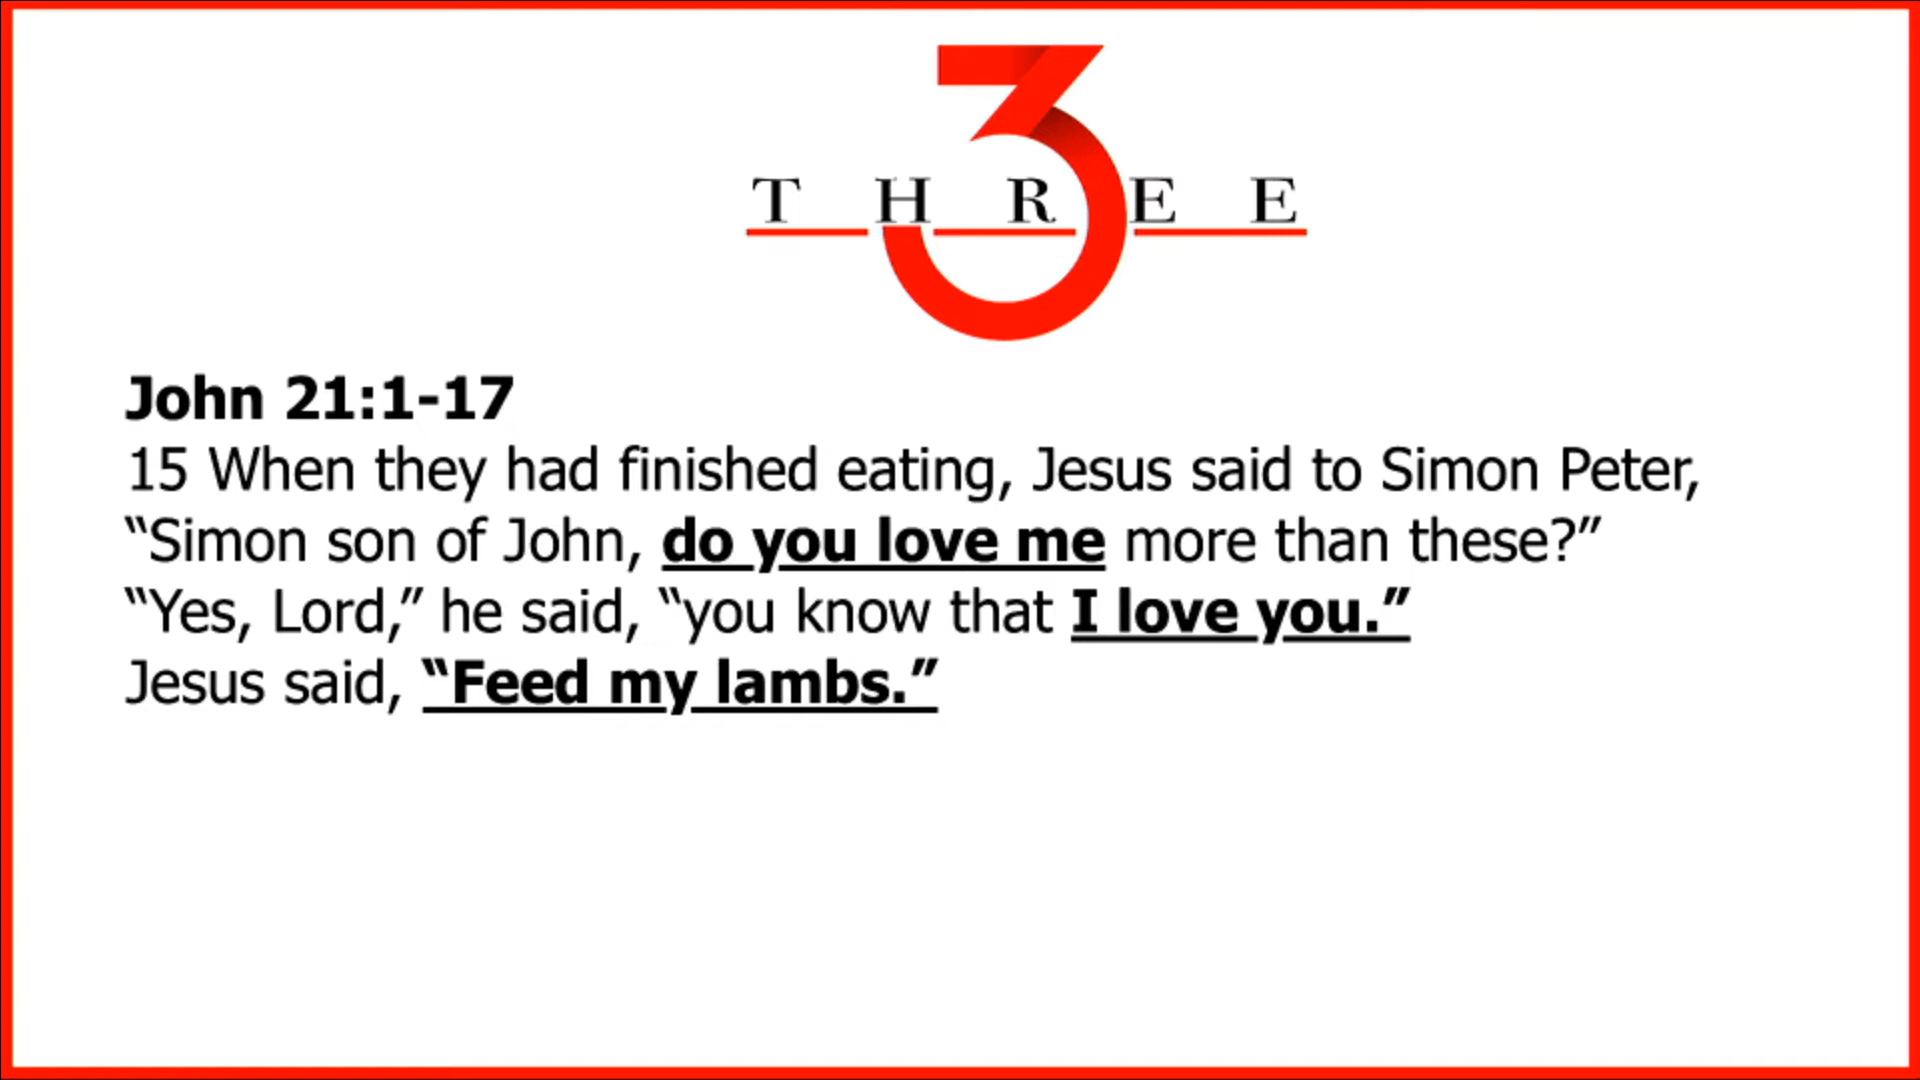 3
T H R E E
John 21:1-17
15 When they had finished eating, Jesus said to Simon Peter,
“Simon son of John, do you love me more than these?”
“Yes, Lord,” he said, “you know that I love you.”
Jesus said, “Feed my lambs.”